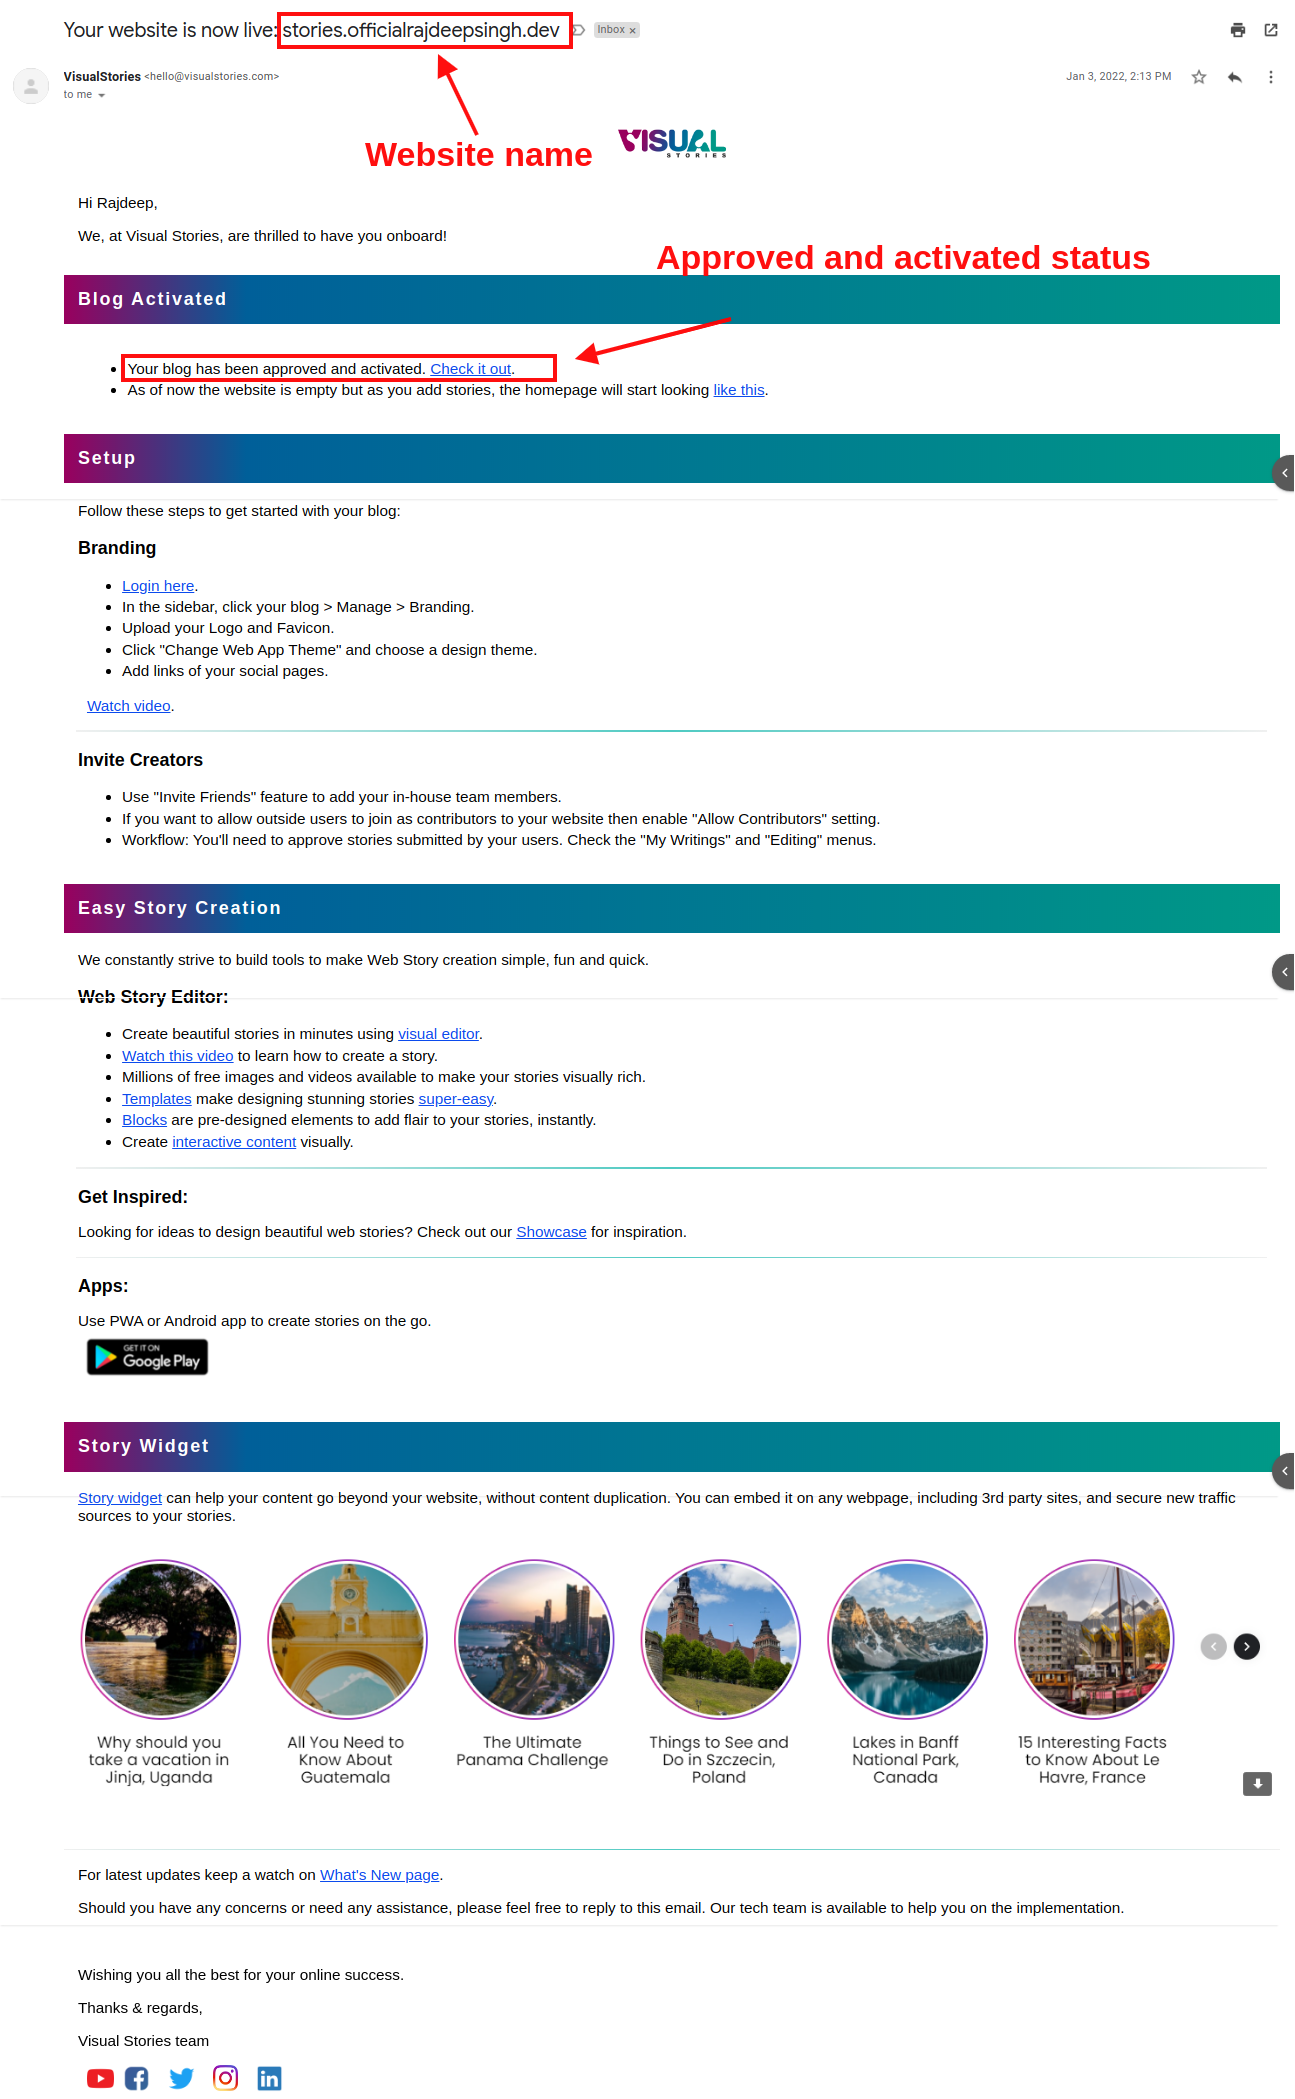 Your website is now live: stories.officialrajdeepsingh.dev Inbox ×
VisualStories <hello@visualstories.com> Jan 3, 2022, 2:13 PM
to me
Website name
VISUAL
STORIES
Hi Rajdeep,
We, at Visual Stories, are thrilled to have you onboard!
Approved and activated status
Blog Activated
Your blog has been approved and activated. Check it out.
As of now the website is empty but as you add stories, the homepage will start looking like this.
Setup
Follow these steps to get started with your blog:
Branding
Login here.
In the sidebar, click your blog > Manage > Branding.
Upload your Logo and Favicon.
Click "Change Web App Theme" and choose a design theme.
Add links of your social pages.
Watch video.
Invite Creators
Use "Invite Friends" feature to add your in-house team members.
If you want to allow outside users to join as contributors to your website then enable "Allow Contributors" setting.
Workflow: You'll need to approve stories submitted by your users. Check the "My Writings" and "Editing" menus.
Easy Story Creation
We constantly strive to build tools to make Web Story creation simple, fun and quick.
Web Story Editor:
Create beautiful stories in minutes using visual editor.
Watch this video to learn how to create a story.
Millions of free images and videos available to make your stories visually rich.
Templates make designing stunning stories super-easy.
Blocks are pre-designed elements to add flair to your stories, instantly.
Create interactive content visually.
Get Inspired:
Looking for ideas to design beautiful web stories? Check out our Showcase for inspiration.
Apps:
Use PWA or Android app to create stories on the go.
GET IT ON
Google Play
Story Widget
Story widget can help your content go beyond your website, without content duplication. You can embed it on any webpage, including 3rd party sites, and secure new traffic
sources to your stories.
Why should you
take a vacation in
Jinja, Uganda
All You Need to
Know About
Guatemala
The Ultimate
Panama Challenge
Things to See and
Do in Szczecin,
Poland
Lakes in Banff
National Park,
Canada
15 Interesting Facts
to Know About Le
Havre, France
For latest updates keep a watch on What's New page.
Should you have any concerns or need any assistance, please feel free to reply to this email. Our tech team is available to help you on the implementation.
Wishing you all the best for your online success.
Thanks & regards,
Visual Stories team